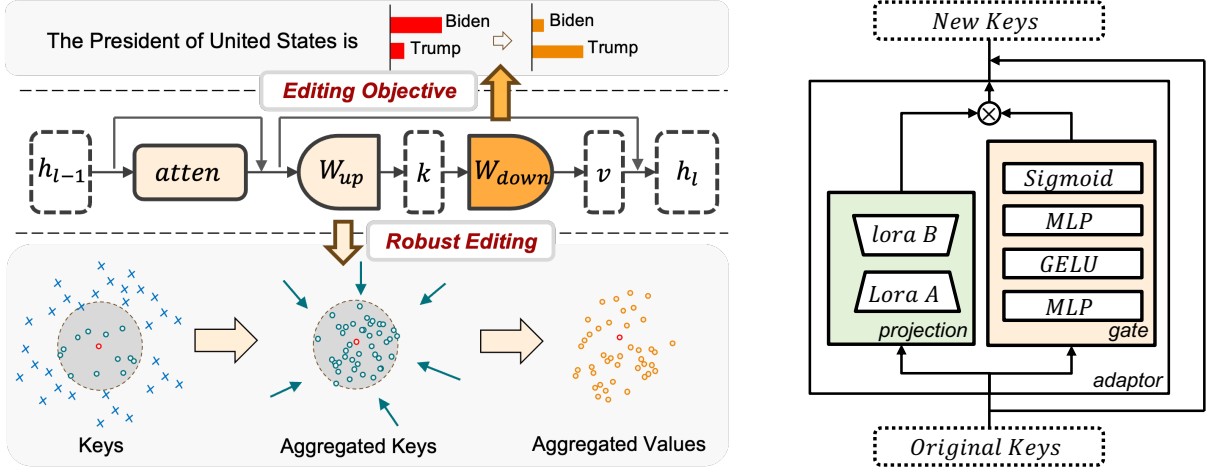 The President of United States is
Biden
Trump
Biden
Trump
Editing Objective
h_{l-1}
atten
W_{up}
k
W_{down}
v
h_l
Robust Editing
Keys
Aggregated Keys
Aggregated Values
New Keys
Sigmoid
MLP
GELU
MLP
gate
lora B
Lora A
projection
adaptor
Original Keys